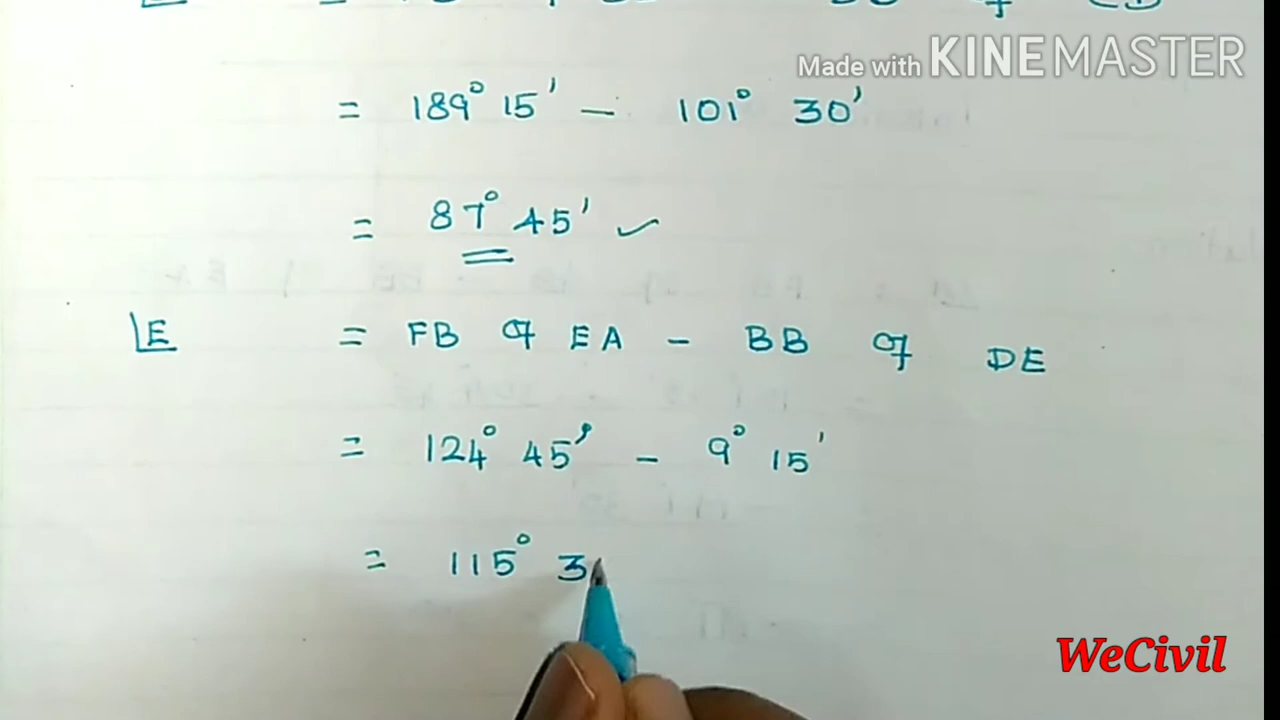 Made with KINEMASTER
= 189° 15' - 101° 30'
= 87° 45' ✓
∠E = FB of EA - BB of DE
= 124° 45' - 9° 15'
= 115° 3
WeCivil